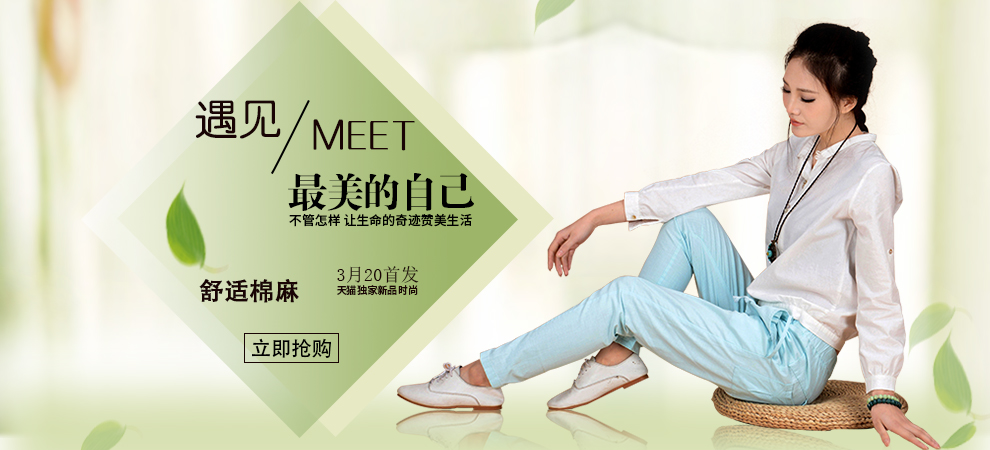 遇见/MEET
最美的自己
不管怎样 让生命的奇迹赞美生活
3月20首发
天猫独家新品时尚
舒适棉麻
立即抢购